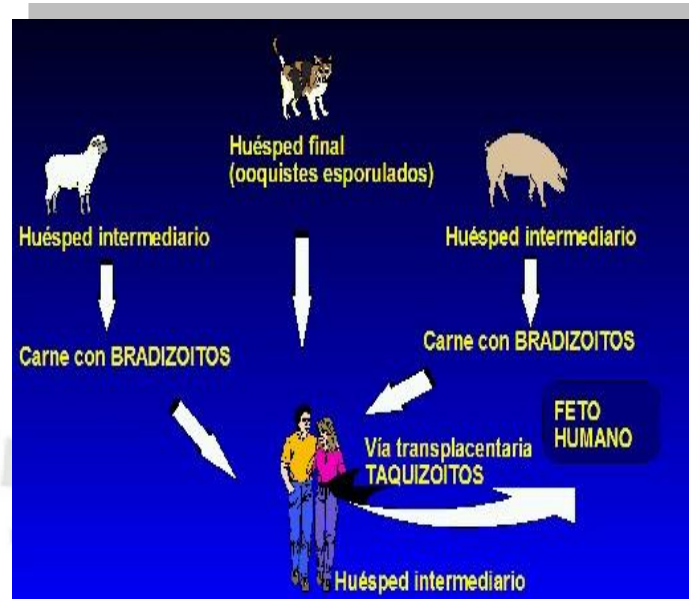 Huésped final
(ooquistes esporulados)
Huésped intermediario
Huésped intermediario
Carne con BRADIZOITOS
Carne con BRADIZOITOS
FETO
HUMANO
Vía transplacentaria
TAQUIZOITOS
Huésped intermediario